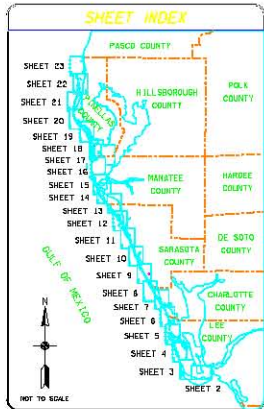 SHEET INDEX
PASCO COUNTY
SHEET 23
SHEET 22
SHEET 21
SHEET 20
SHEET 19
SHEET 18
SHEET 17
SHEET 16
SHEET 15
SHEET 14
SHEET 13
SHEET 12
SHEET 11
SHEET 10
SHEET 9
SHEET 8
SHEET 7
SHEET 6
SHEET 5
SHEET 4
SHEET 3
SHEET 2
PINELLAS
COUNTY
HILLSBOROUGH
COUNTY
POLK
COUNTY
MANATEE
COUNTY
HARDEE
COUNTY
SARASOTA
COUNTY
DE SOTO
COUNTY
CHARLOTTE
COUNTY
LEE
COUNTY
GULF OF MEXICO
N
NOT TO SCALE